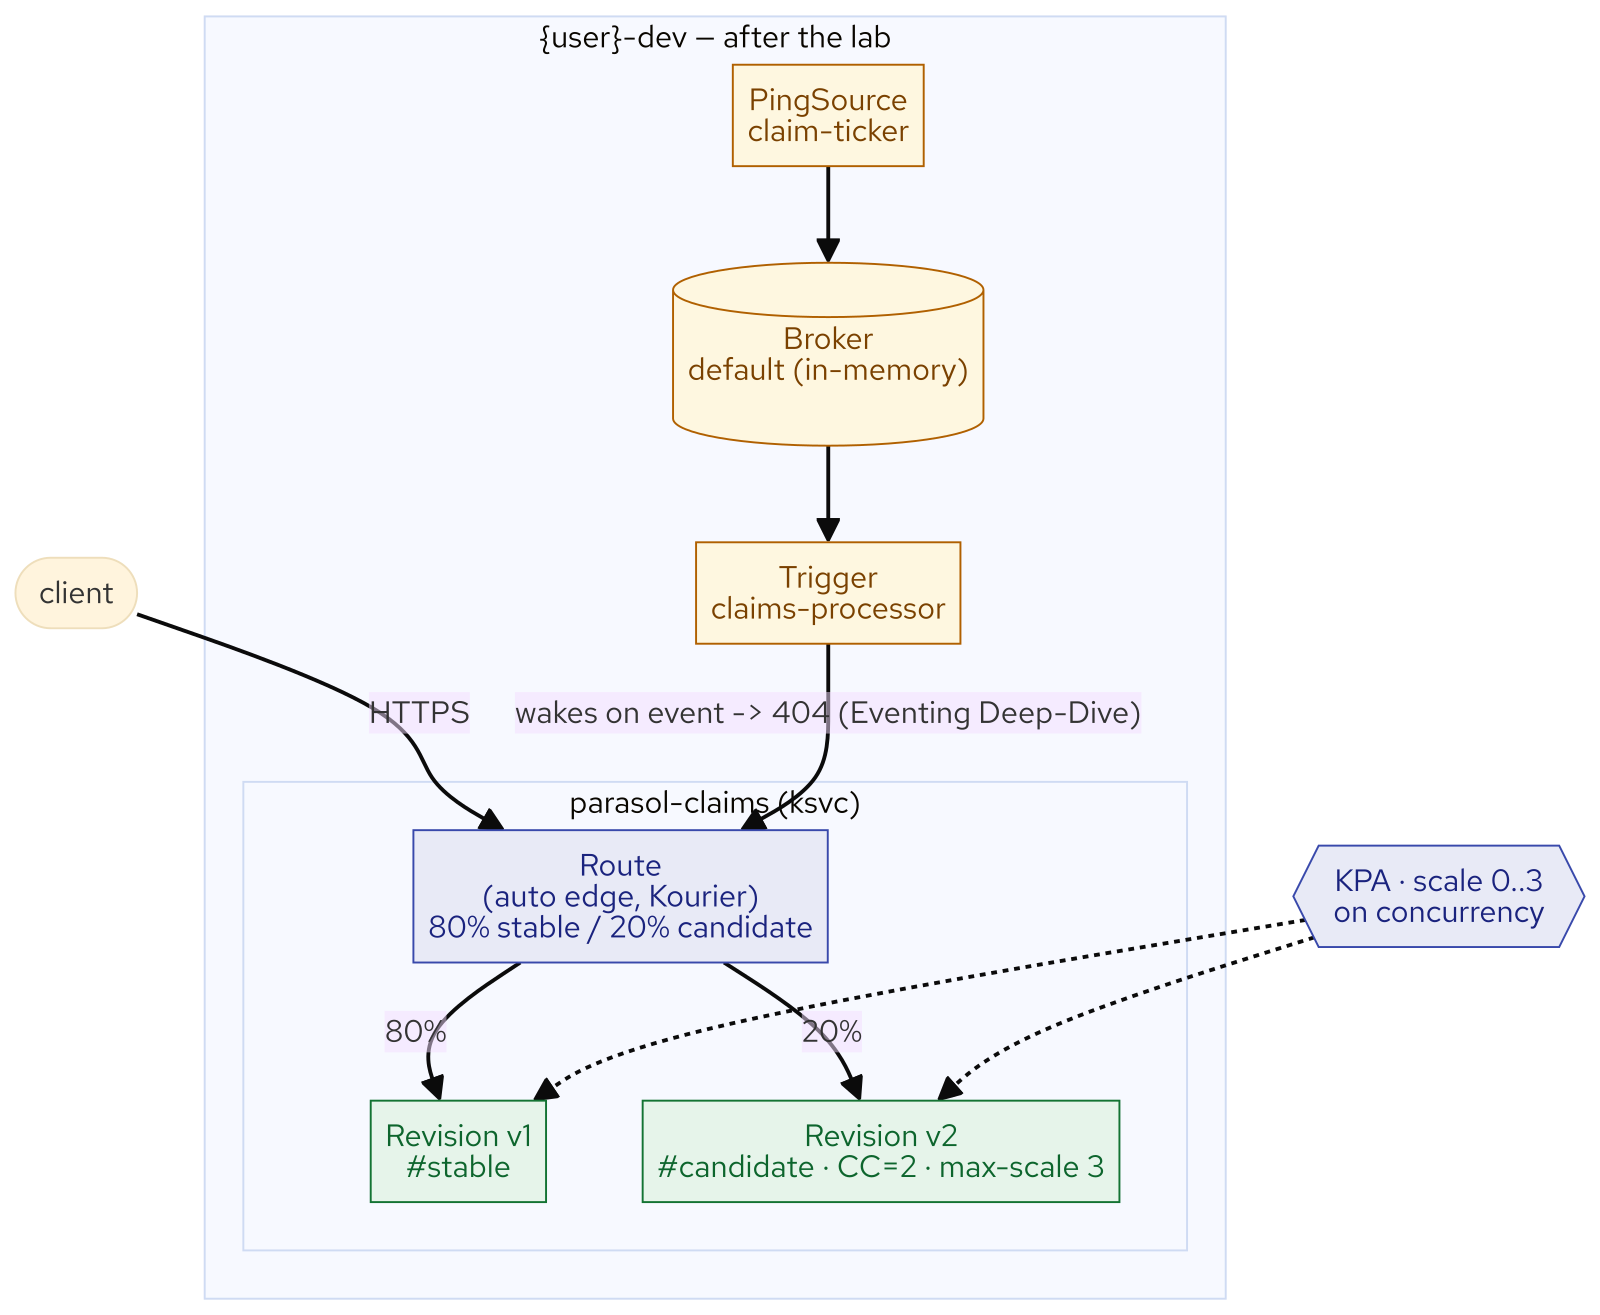 {user}-dev – after the lab
PingSource
claim-ticker
Broker
default (in-memory)
Trigger
claims-processor
client
HTTPS
wakes on event -> 404 (Eventing Deep-Dive)
parasol-claims (ksvc)
Route
(auto edge, Kourier)
80% stable / 20% candidate
KPA · scale 0..3
on concurrency
80%
20%
Revision v1
#stable
Revision v2
#candidate · CC=2 · max-scale 3